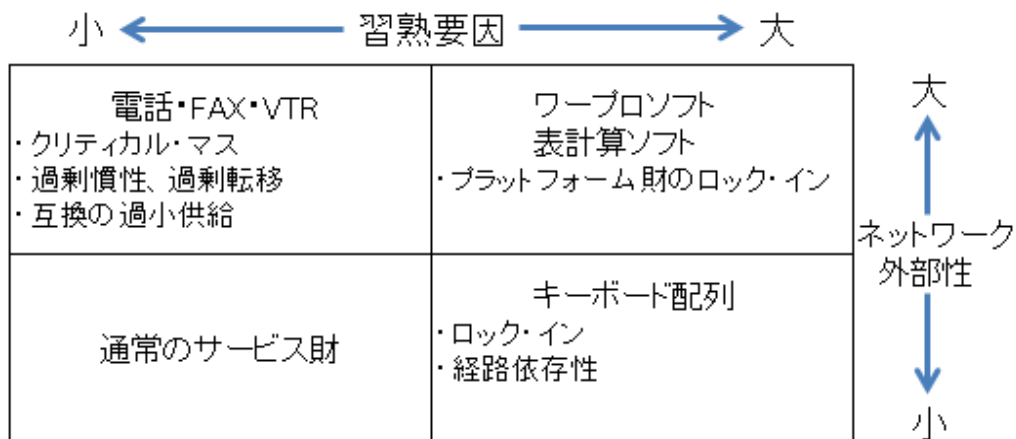 小 習熟要因 大
電話・FAX・VTR
・クリティカル・マス
・過剰慣性、過剰転移
・互換の過小供給
ワープロソフト
表計算ソフト
・プラットフォーム財のロック・イン
通常のサービス財
キーボード配列
・ロック・イン
・経路依存性
大
ネットワーク
外部性
小